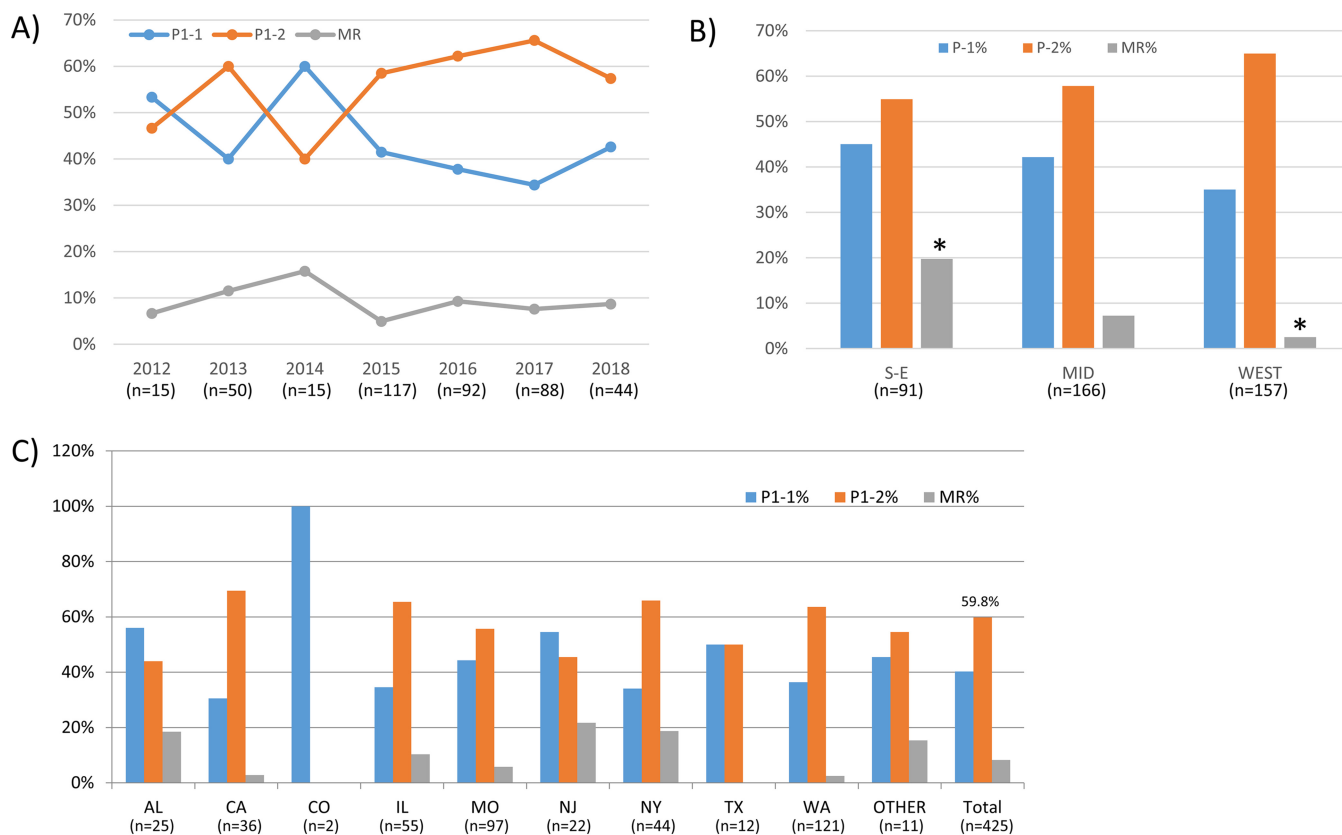 A)
P1-1 P1-2 MR
70%
60%
50%
40%
30%
20%
10%
0%
2012 2013 2014 2015 2016 2017 2018
(n=15) (n=50) (n=15) (n=117) (n=92) (n=88) (n=44)
B)
P-1% P-2% MR%
70%
60%
50%
40%
30%
20%
10%
0%
*
*
S-E MID WEST
(n=91) (n=166) (n=157)
C)
P1-1% P1-2% MR%
120%
100%
80%
60%
40%
20%
0%
59.8%
AL CA CO IL MO NJ NY TX WA OTHER Total
(n=25) (n=36) (n=2) (n=55) (n=97) (n=22) (n=44) (n=12) (n=121) (n=11) (n=425)